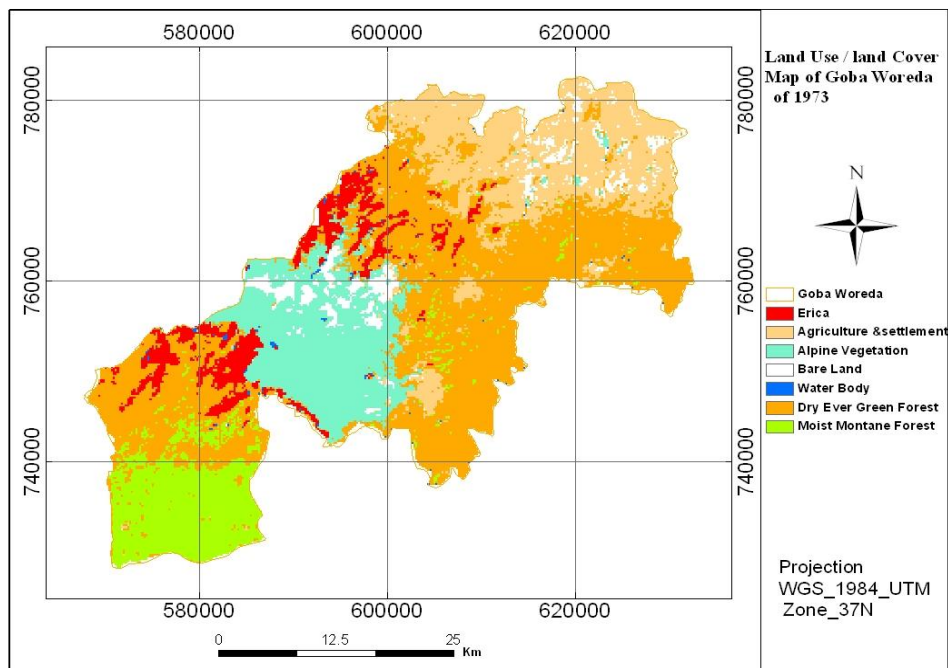 Land Use / land Cover
Map of Goba Woreda
of 1973
580000 600000 620000
780000 780000
760000 760000
740000 740000
580000 600000 620000
0 12.5 25
Km
N
Goba Woreda
Erica
Agriculture &settlement
Alpine Vegetation
Bare Land
Water Body
Dry Ever Green Forest
Moist Montane Forest
Projection
WGS_1984_UTM
Zone_37N